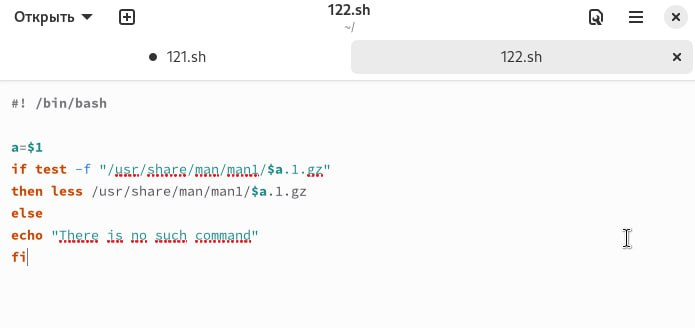 Открыть
122.sh
~/
121.sh
122.sh
#! /bin/bash
a=$1
if test -f "/usr/share/man/man1/$a.1.gz"
then less /usr/share/man/man1/$a.1.gz
else
echo "There is no such command"
fi